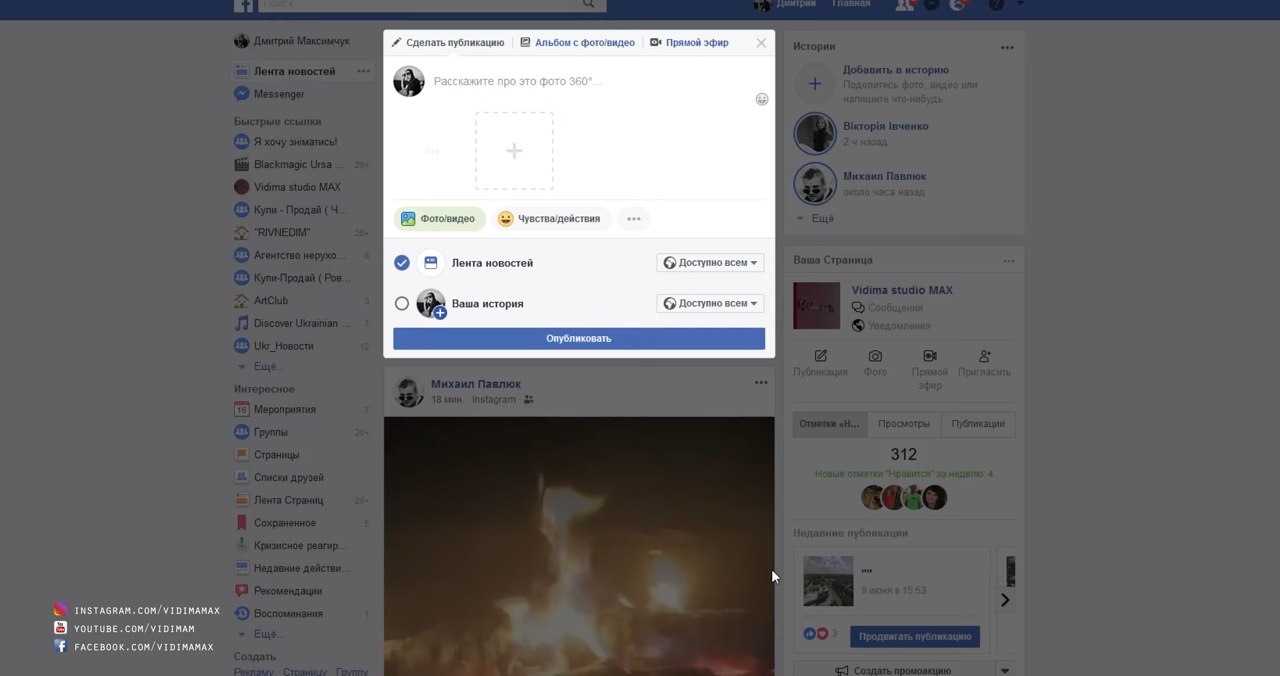 Поиск
Дмитрий
Главная
Дмитрий Максимчук
Лента новостей
Messenger
Быстрые ссылки
Я хочу зніматись!
Blackmagic Ursa ... 20+
Vidima studio MAX
Купи - Продай ( Ч...
"RIVNEDIM" 20+
Агентство нерухо... 6
Купи-Продай ( Ров...
ArtClub 3
Discover Ukrainian ... 7
Ukr_Новости 12
Ещё...
Интересное
16 Мероприятия 7
Группы 20+
Страницы
Списки друзей
Лента Страниц 20+
Сохраненное 5
Кризисное реагир...
Недавние действи...
Рекомендации
Воспоминания 1
Ещё...
Создать
Рекламу Страницу Группу
Сделать публикацию
Альбом с фото/видео
Прямой эфир
Расскажите про это фото 360°...
Фото/видео
Чувства/действия
Лента новостей
Доступно всем
Ваша история
Доступно всем
Опубликовать
Михаил Павлюк
18 мин. Instagram
Истории
Добавить в историю
Поделитесь фото, видео или
напишите что-нибудь
Вікторія Івченко
2 ч назад
Михаил Павлюк
около часа назад
Ещё
Ваша Страница
Vidima studio MAX
Сообщения
Уведомления
Публикация
Фото
Прямой
эфир
Пригласить
Отметки «Н...
Просмотры
Публикации
312
Новые отметки "Нравится" за неделю: 4
Недавние публикации
""
9 июня в 15:53
3
Продвигать публикацию
Создать промоакцию
INSTAGRAM.COM/VIDIMAMAX
YOUTUBE.COM/VIDIMAM
FACEBOOK.COM/VIDIMAMAX